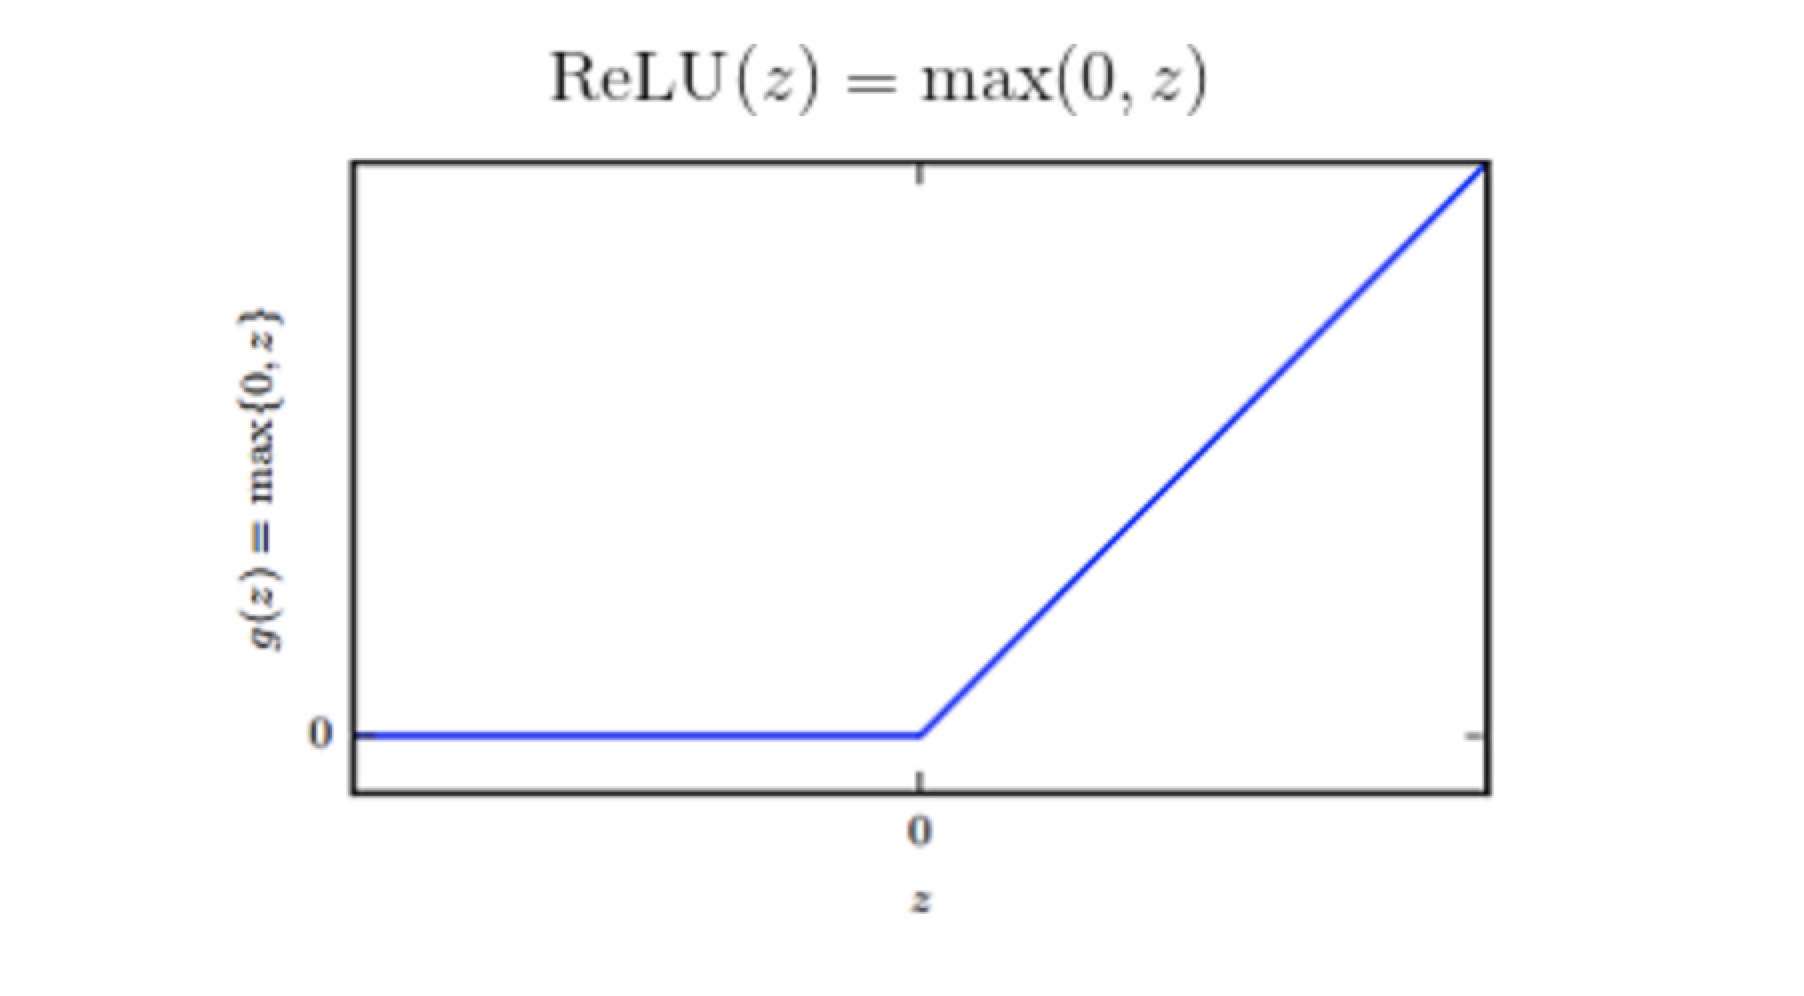 ReLU(z) = max(0, z)
g(z) = max{0, z}
0
0
z